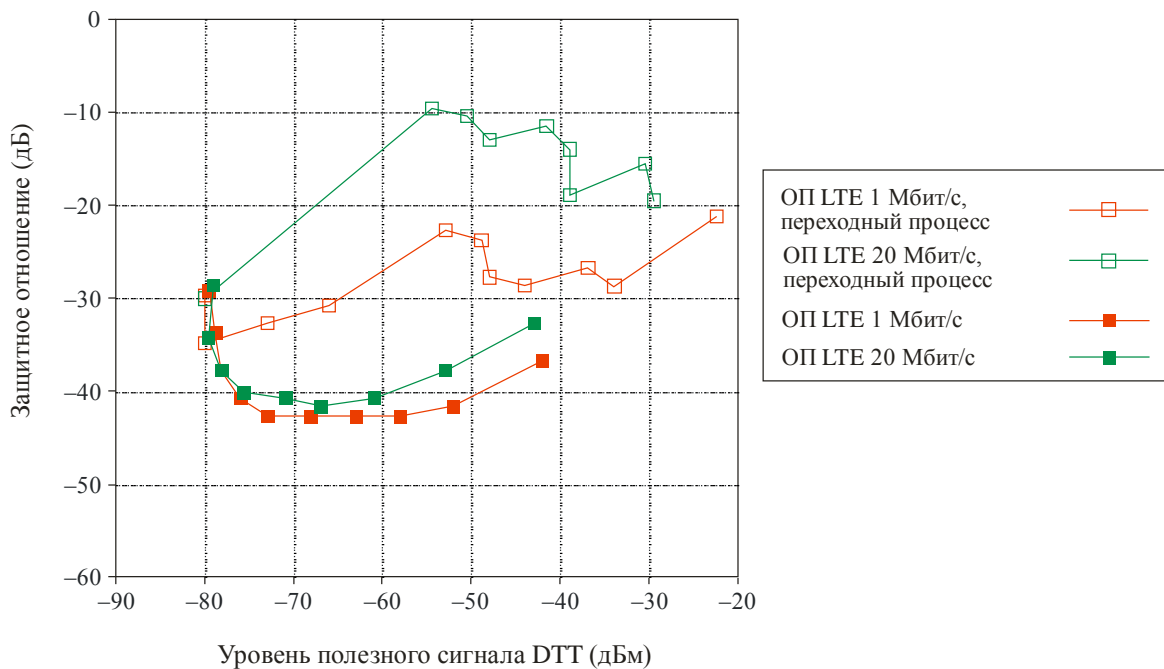 0
–10
–20
–30
–40
–50
–60
–90
–80
–70
–60
–50
–40
–30
–20
Защитное отношение (дБ)
Уровень полезного сигнала DTT (дБм)
ОП LTE 1 Мбит/с,
переходный процесс
ОП LTE 20 Мбит/с,
переходный процесс
ОП LTE 1 Мбит/с
ОП LTE 20 Мбит/с